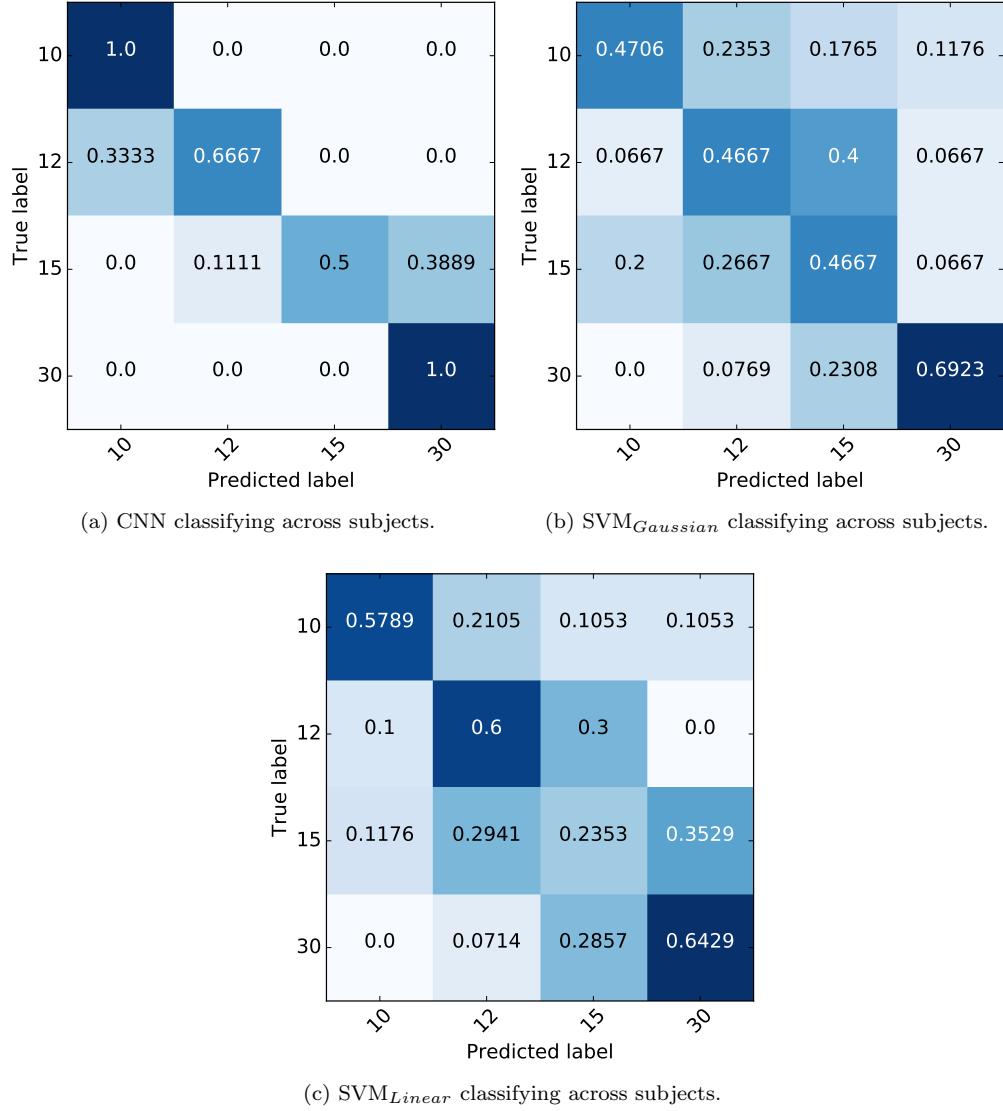 1.0 0.0 0.0 0.0
0.3333 0.6667 0.0 0.0
0.0 0.1111 0.5 0.3889
0.0 0.0 0.0 1.0
10
12
15
30
True label
10 12 15 30
Predicted label
(a) CNN classifying across subjects.
0.4706 0.2353 0.1765 0.1176
0.0667 0.4667 0.4 0.0667
0.2 0.2667 0.4667 0.0667
0.0 0.0769 0.2308 0.6923
10
12
15
30
True label
10 12 15 30
Predicted label
(b) SVM_Gaussian classifying across subjects.
0.5789 0.2105 0.1053 0.1053
0.1 0.6 0.3 0.0
0.1176 0.2941 0.2353 0.3529
0.0 0.0714 0.2857 0.6429
10
12
15
30
True label
10 12 15 30
Predicted label
(c) SVM_Linear classifying across subjects.